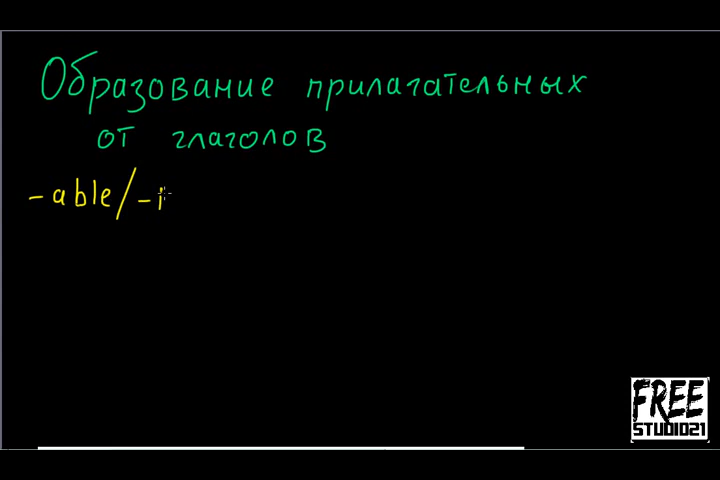 Образование прилагательных
от глаголов
-able/-i
FREE
STUDIO21